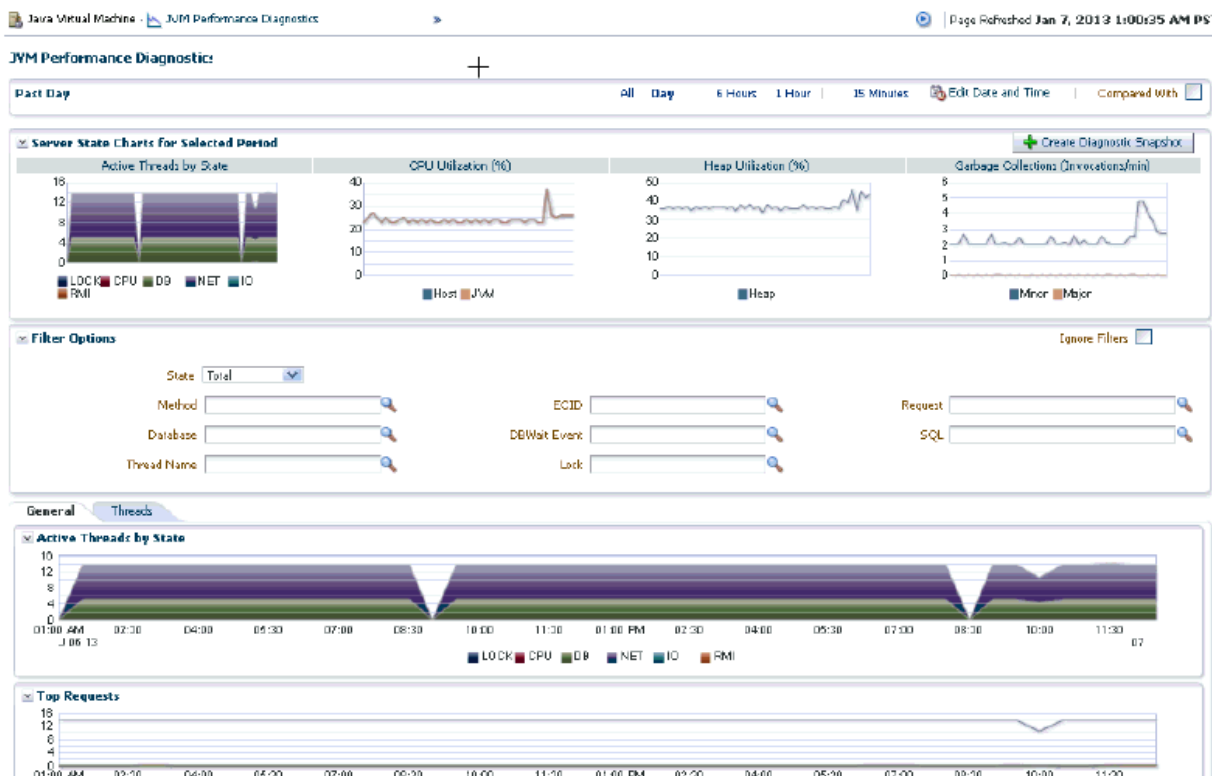 Java Virtual Machine - JVM Performance Diagnostics »
Page Refreshed Jan 7, 2013 1:00:35 AM PS
JVM Performance Diagnostics
Past Day All Day 6 Hours 1 Hour | 15 Minutes Edit Date and Time | Compared With
Server State Charts for Selected Period
Create Diagnostic Snapshot
Active Threads by State
16
12
8
4
0
LOCK CPU DB NET IO
RMI
CPU Utilization (%)
40
30
20
10
0
Host JVM
Heap Utilization (%)
50
40
30
20
10
0
Heap
Garbage Collections (Invocations/min)
6
5
4
3
2
1
0
Minor Major
Filter Options
Ignore Filters
State Total
Method ECID Request
Database DBWait Event SQL
Thread Name Lock
General Threads
Active Threads by State
16
12
8
4
0
01:00 AM 02:30 04:00 05:30 07:00 08:30 10:00 11:30 01:00 PM 02:30 04:00 05:30 07:00 08:30 10:00 11:30
J 06 13 07
LOCK CPU DB NET IO RMI
Top Requests
16
12
8
4
0
01:00 AM 02:30 04:00 05:30 07:00 08:30 10:00 11:30 01:00 PM 02:30 04:00 05:30 07:00 08:30 10:00 11:30